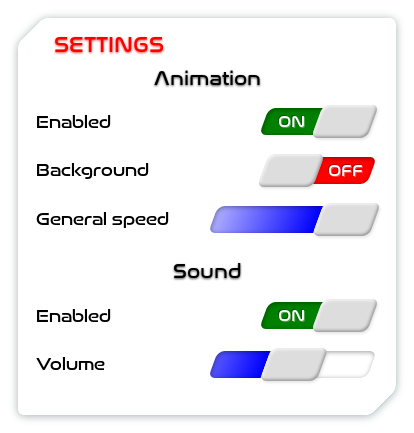 SETTINGS
Animation
Enabled ON
Background OFF
General speed
Sound
Enabled ON
Volume